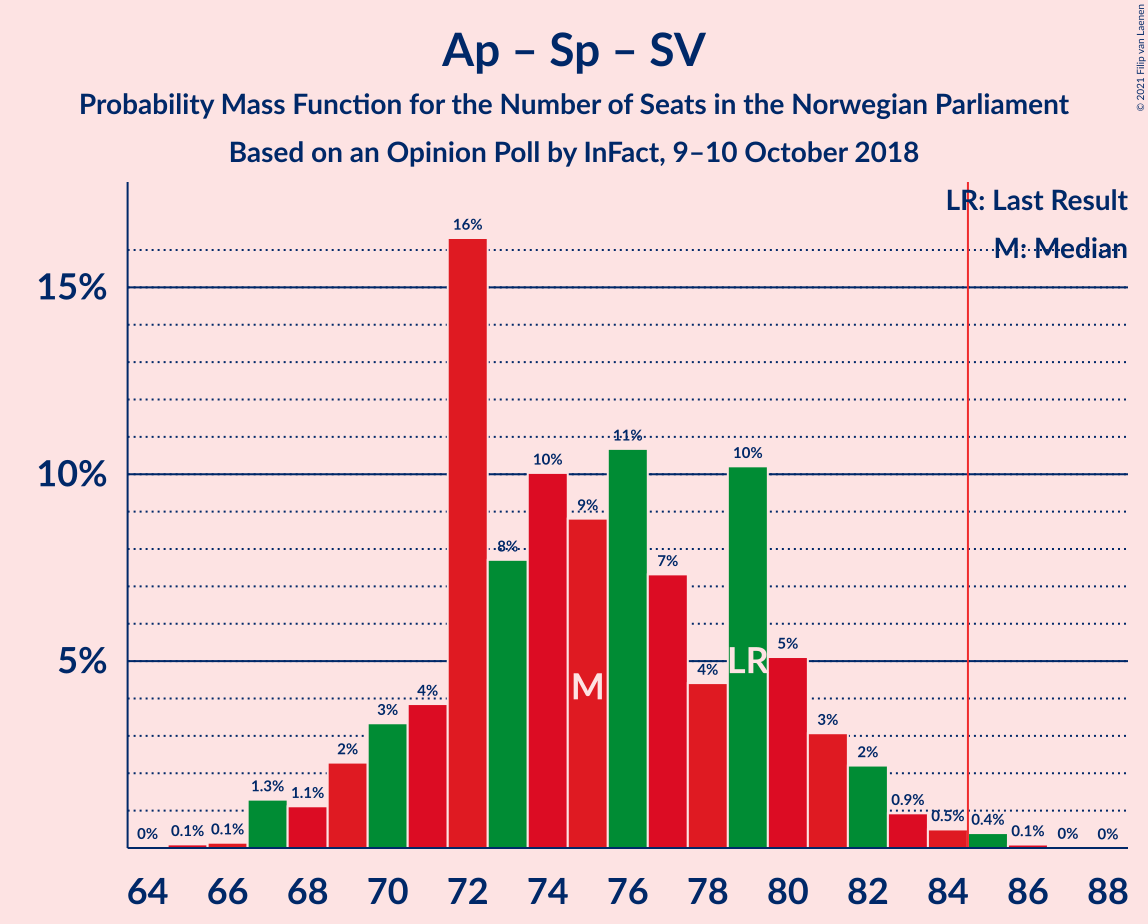 Ap – Sp – SV
Probability Mass Function for the Number of Seats in the Norwegian Parliament
Based on an Opinion Poll by InFact, 9–10 October 2018
© 2021 Filip van Laenen
LR: Last Result
M: Median
15%
10%
5%
0% 0.1% 0.1% 1.3% 1.1% 2% 3% 4% 16% 8% 10% 9% 11% 7% 4% 10% 5% 3% 2% 0.9% 0.5% 0.4% 0.1% 0% 0%
M
LR
64 66 68 70 72 74 76 78 80 82 84 86 88